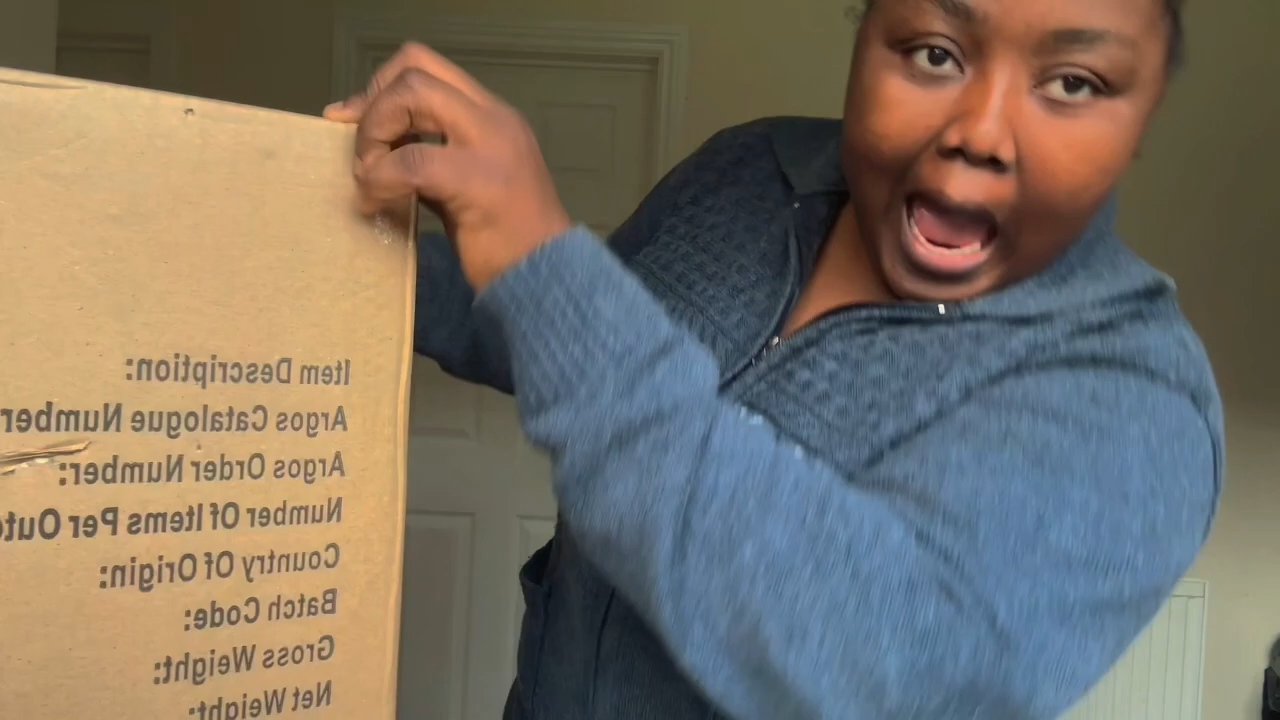 Item Description:
Argos Catalogue Number
Argos Order Number:
Number Of Items Per Oute
Country Of Origin:
Batch Code:
Gross Weight:
Net Weight: